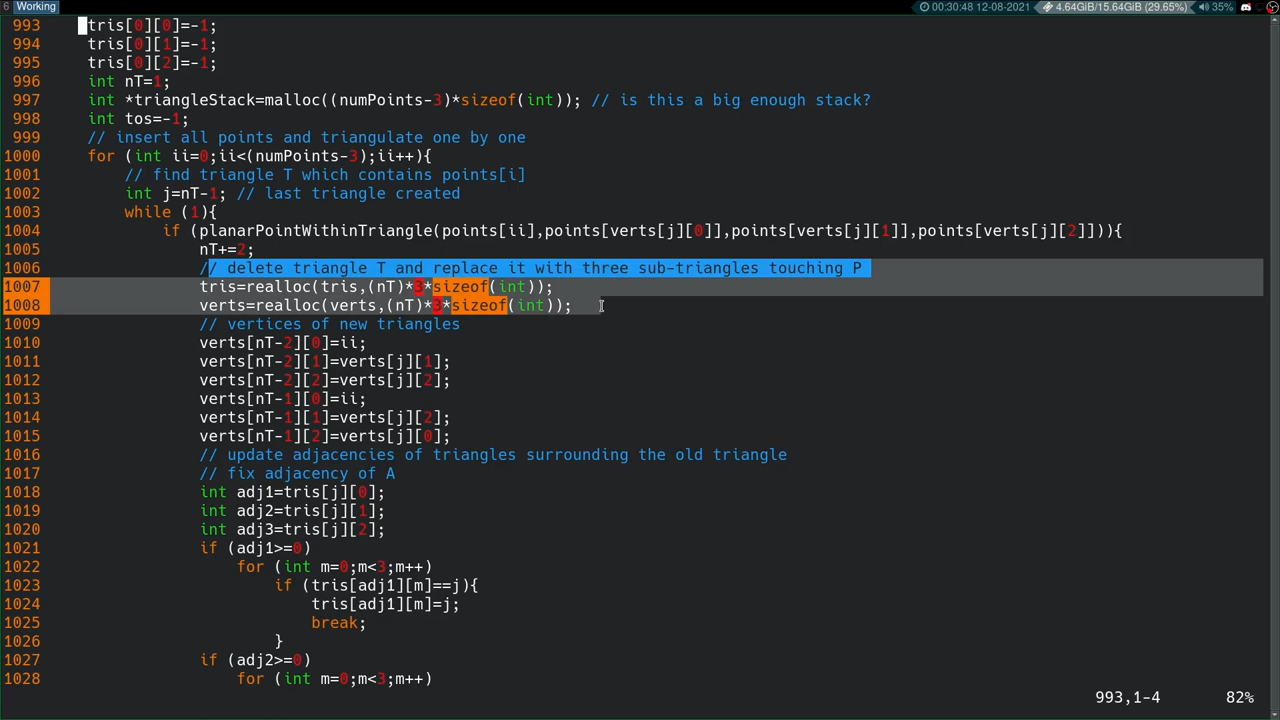 6 Working 00:30:48 12-08-2021 4.64GiB/15.64GiB (29.65%) 35%
993 tris[0][0]=-1;
994 tris[0][1]=-1;
995 tris[0][2]=-1;
996 int nT=1;
997 int *triangleStack=malloc((numPoints-3)*sizeof(int)); // is this a big enough stack?
998 int tos=-1;
999 // insert all points and triangulate one by one
1000 for (int ii=0;ii<(numPoints-3);ii++){
1001 // find triangle T which contains points[i]
1002 int j=nT-1; // last triangle created
1003 while (1){
1004 if (planarPointWithinTriangle(points[ii],points[verts[j][0]],points[verts[j][1]],points[verts[j][2]])){
1005 nT+=2;
1006 // delete triangle T and replace it with three sub-triangles touching P
1007 tris=realloc(tris,(nT)*3*sizeof(int));
1008 verts=realloc(verts,(nT)*3*sizeof(int));
1009 // vertices of new triangles
1010 verts[nT-2][0]=ii;
1011 verts[nT-2][1]=verts[j][1];
1012 verts[nT-2][2]=verts[j][2];
1013 verts[nT-1][0]=ii;
1014 verts[nT-1][1]=verts[j][2];
1015 verts[nT-1][2]=verts[j][0];
1016 // update adjacencies of triangles surrounding the old triangle
1017 // fix adjacency of A
1018 int adj1=tris[j][0];
1019 int adj2=tris[j][1];
1020 int adj3=tris[j][2];
1021 if (adj1>=0)
1022 for (int m=0;m<3;m++)
1023 if (tris[adj1][m]==j){
1024 tris[adj1][m]=j;
1025 break;
1026 }
1027 if (adj2>=0)
1028 for (int m=0;m<3;m++)
993,1-4 82%